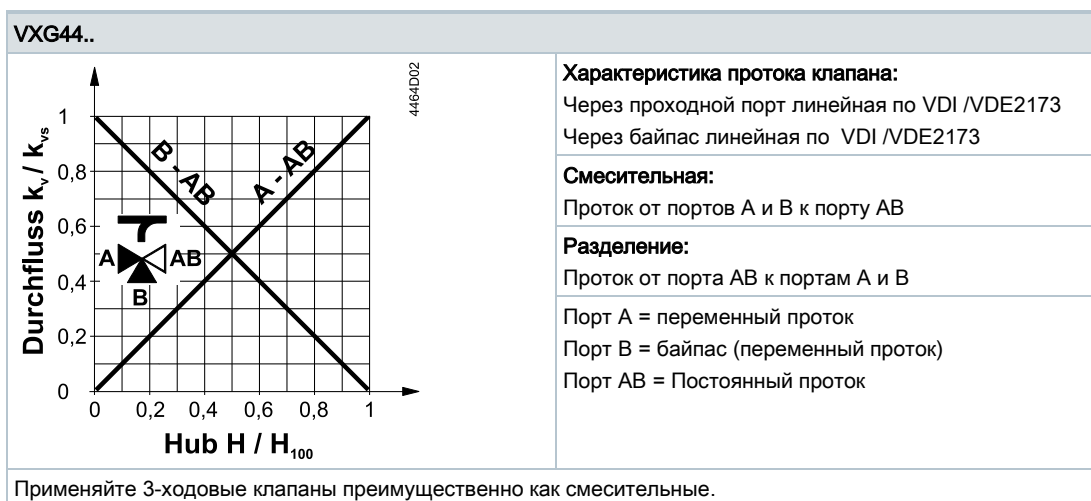 VXG44..
4464D02
Durchfluss kv / kvs
1
0,8
0,6
0,4
0,2
0
B - AB
A - AB
A
AB
B
0
0,2
0,4
0,6
0,8
1
Hub H / H100
Характеристика протока клапана:
Через проходной порт линейная по VDI /VDE2173
Через байпас линейная по VDI /VDE2173
Смесительная:
Проток от портов A и B к порту AB
Разделение:
Проток от порта AB к портам A и B
Порт A = переменный проток
Порт B = байпас (переменный проток)
Порт AB = Постоянный проток
Применяйте 3-ходовые клапаны преимущественно как смесительные.